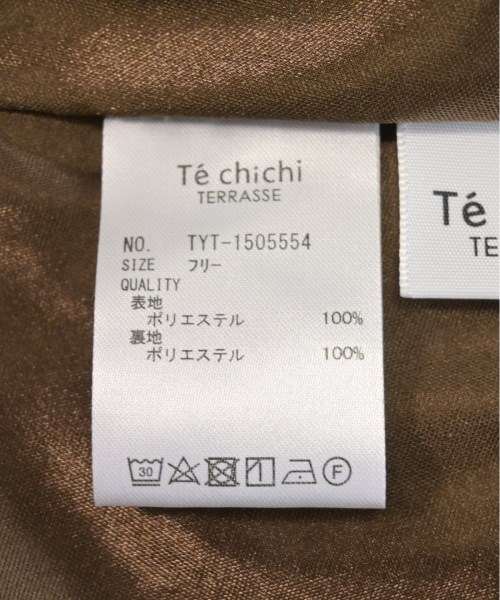 Té chichi
TERRASSE
NO. TYT-1505554
SIZE フリー
QUALITY
表地
ポリエステル 100%
裏地
ポリエステル 100%
30
F
Té
TE